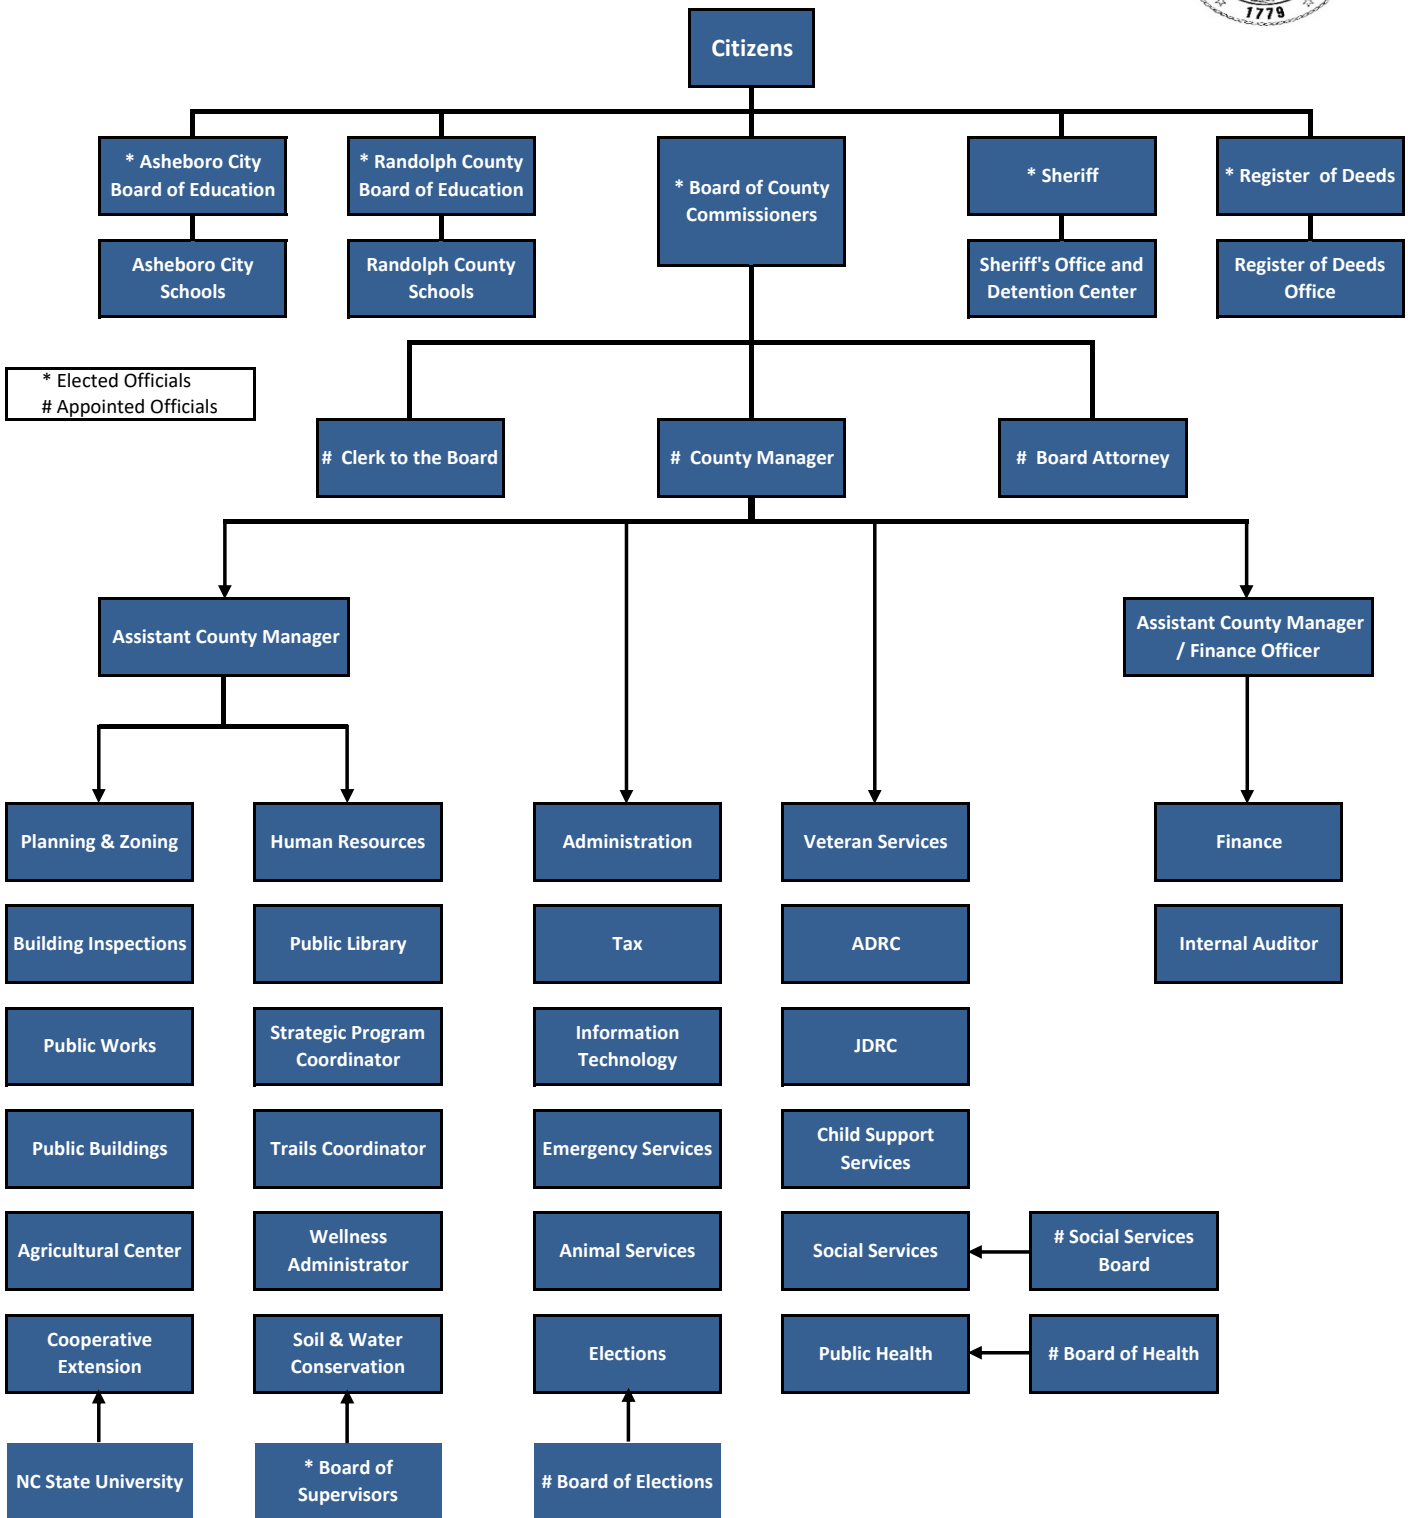 1779
Citizens
* Asheboro City
Board of Education
* Randolph County
Board of Education
* Board of County
Commissioners
* Sheriff
* Register  of Deeds
Asheboro City
Schools
Randolph County
Schools
Sheriff's Office and
Detention Center
Register of Deeds
Office
* Elected Officials
# Appointed Officials
#  Clerk to the Board
#  County Manager
#  Board Attorney
Assistant County Manager
Assistant County Manager
/ Finance Officer
Planning & Zoning
Human Resources
Administration
Veteran Services
Finance
Building Inspections
Public Library
Tax
ADRC
Internal Auditor
Public Works
Strategic Program
Coordinator
Information
Technology
JDRC
Public Buildings
Trails Coordinator
Emergency Services
Child Support
Services
Agricultural Center
Wellness
Administrator
Animal Services
Social Services
# Social Services
Board
Cooperative
Extension
Soil & Water
Conservation
Elections
Public Health
# Board of Health
NC State University
* Board of
Supervisors
# Board of Elections